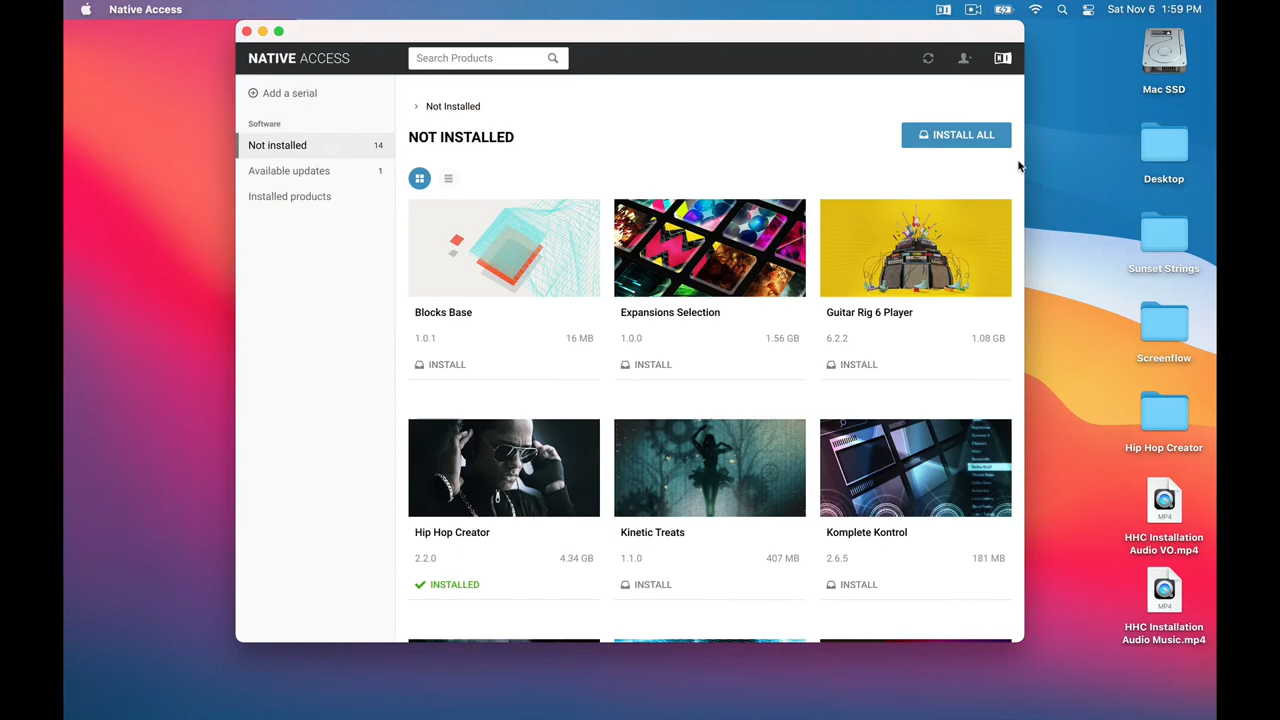 Native Access
Sat Nov 6 1:59 PM
NATIVE ACCESS
Search Products
Add a serial
Software
Not installed 14
Available updates 1
Installed products
Not Installed
NOT INSTALLED
INSTALL ALL
Blocks Base
1.0.1 16 MB
INSTALL
Expansions Selection
1.0.0 1.56 GB
INSTALL
Guitar Rig 6 Player
6.2.2 1.08 GB
INSTALL
Hip Hop Creator
2.2.0 4.34 GB
INSTALLED
Kinetic Treats
1.1.0 407 MB
INSTALL
Komplete Kontrol
2.6.5 181 MB
INSTALL
Mac SSD
Desktop
Sunset Strings
Screenflow
Hip Hop Creator
MP4
HHC Installation
Audio VO.mp4
MP4
HHC Installation
Audio Music.mp4